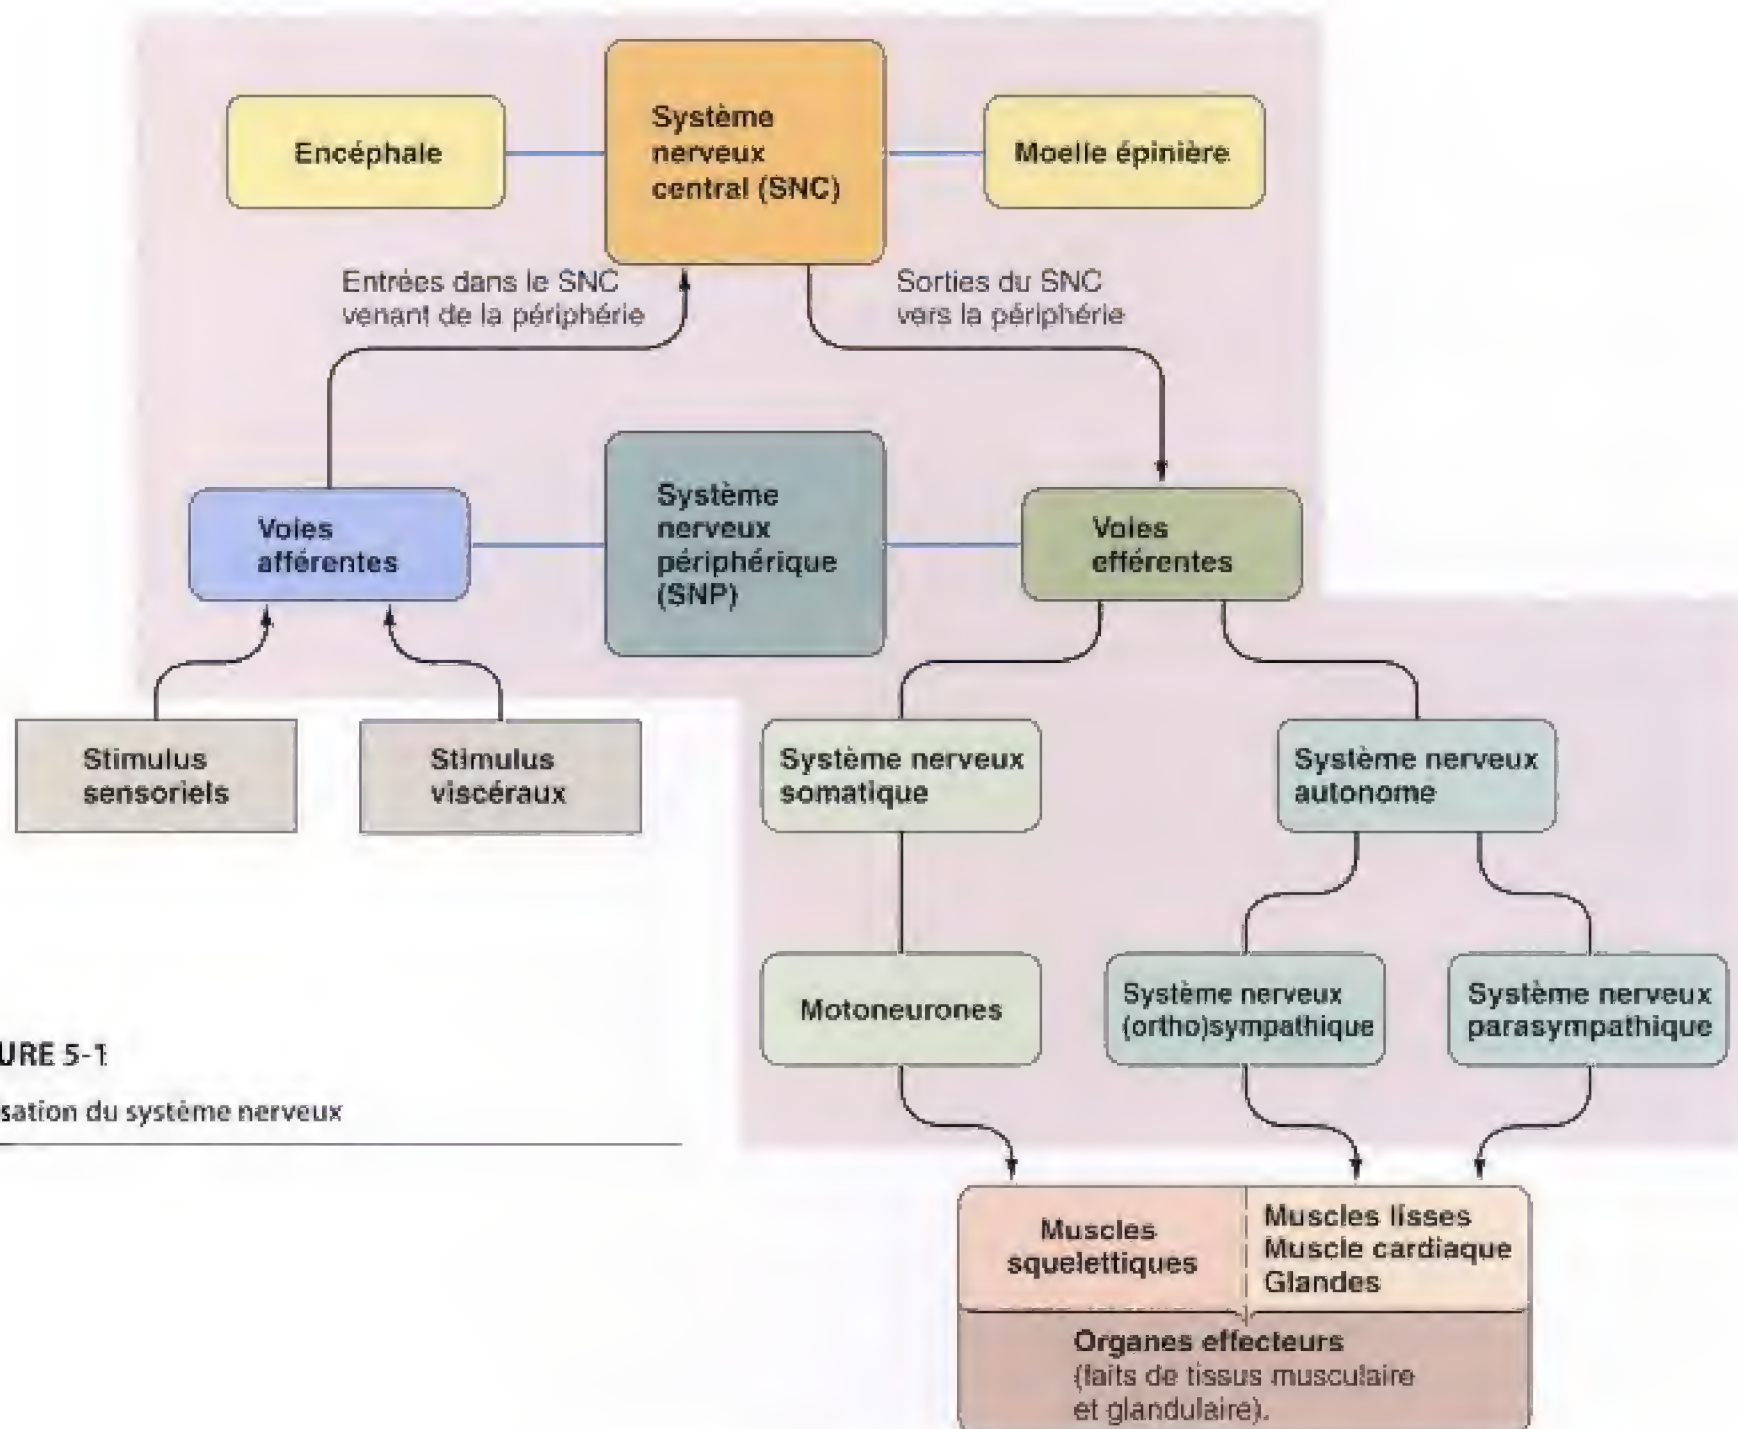 Système
nerveux
central (SNC)
Encéphale
Moelle épinière
Entrées dans le SNC
venant de la périphérie
Sorties du SNC
vers la périphérie
Voies
afférentes
Système
nerveux
périphérique
(SNP)
Voies
efférentes
Stimulus
sensoriels
Stimulus
viscéraux
Système nerveux
somatique
Système nerveux
autonome
Motoneurones
Système nerveux
(ortho)sympathique
Système nerveux
parasympathique
URE 5-1
sation du système nerveux
Muscles
squelettiques
Muscles lisses
Muscle cardiaque
Glandes
Organes effecteurs
(faits de tissus musculaire
et glandulaire).